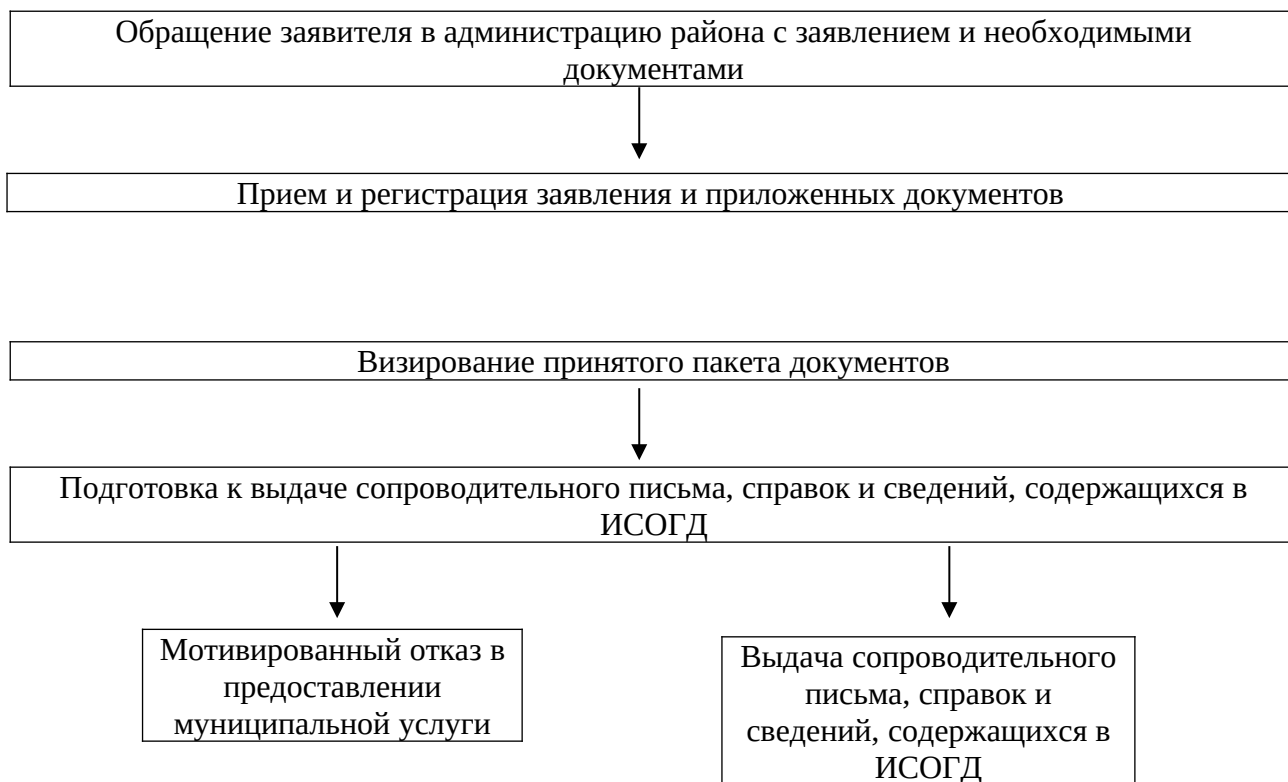 Обращение заявителя в администрацию района с заявлением и необходимыми
документами
Прием и регистрация заявления и приложенных документов
Визирование принятого пакета документов
Подготовка к выдаче сопроводительного письма, справок и сведений, содержащихся в
ИСОГД
Мотивированный отказ в
предоставлении
муниципальной услуги
Выдача сопроводительного
письма, справок и
сведений, содержащихся в
ИСОГД